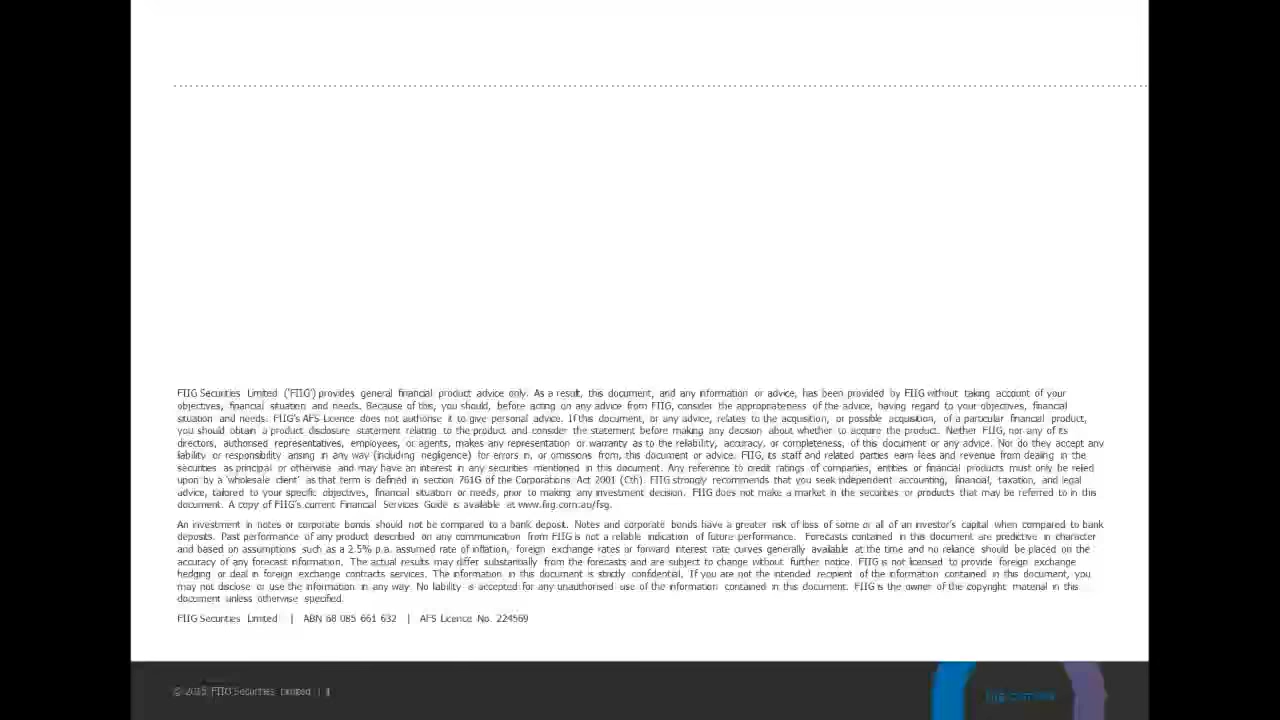 FIIG Securities Limited ('FIIG') provides general financial product advice only. As a result, this document, and any information or advice, has been provided by FIIG without taking account of your
objectives, financial situation and needs. Because of this, you should, before acting on any advice from FIIG, consider the appropriateness of the advice, having regard to your objectives, financial
situation and needs. FIIG's AFS Licence does not authorise it to give personal advice. If this document, or any advice, relates to the acquisition, or possible acquisition, of a particular financial product,
you should obtain a product disclosure statement relating to the product and consider the statement before making any decision about whether to acquire the product. Neither FIIG, nor any of its
directors, authorised representatives, employees, or agents, makes any representation or warranty as to the reliability, accuracy, or completeness, of this document or any advice. Nor do they accept any
liability or responsibility arising in any way (including negligence) for errors in, or omissions from, this document or advice. FIIG, its staff and related parties earn fees and revenue from dealing in the
securities as principal or otherwise and may have an interest in any securities mentioned in this document. Any reference to credit ratings of companies, entities or financial products must only be relied
upon by a 'wholesale client' as that term is defined in section 761G of the Corporations Act 2001 (Cth). FIIG strongly recommends that you seek independent accounting, financial, taxation, and legal
advice, tailored to your specific objectives, financial situation or needs, prior to making any investment decision. FIIG does not make a market in the securities or products that may be referred to in this
document. A copy of FIIG's current Financial Services Guide is available at www.fiig.com.au/fsg.
An investment in notes or corporate bonds should not be compared to a bank deposit. Notes and corporate bonds have a greater risk of loss of some or all of an investor's capital when compared to bank
deposits. Past performance of any product described on any communication from FIIG is not a reliable indication of future performance. Forecasts contained in this document are predictive in character
and based on assumptions such as a 2.5% p.a. assumed rate of inflation, foreign exchange rates or forward interest rate curves generally available at the time and no reliance should be placed on the
accuracy of any forecast information. The actual results may differ substantially from the forecasts and are subject to change without further notice. FIIG is not licensed to provide foreign exchange
hedging or deal in foreign exchange contracts services. The information in this document is strictly confidential. If you are not the intended recipient of the information contained in this document, you
may not disclose or use the information in any way. No liability is accepted for any unauthorised use of the information contained in this document. FIIG is the owner of the copyright material in this
document unless otherwise specified.
FIIG Securities Limited | ABN 68 085 661 632 | AFS Licence No. 224569
© 2015 FIIG Securities Limited |